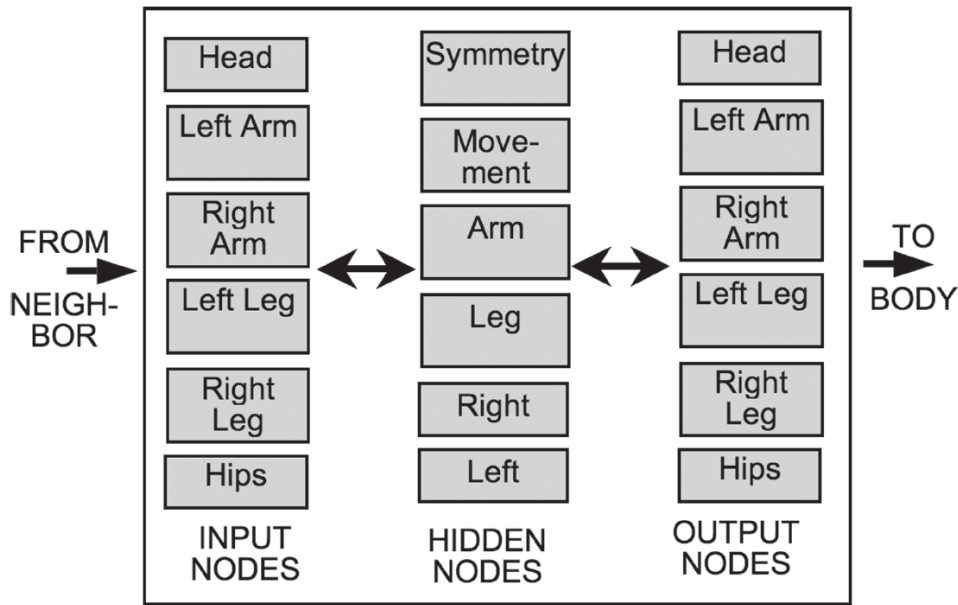 FROM
NEIGH-
BOR
Head
Left Arm
Right
Arm
Left Leg
Right
Leg
Hips
INPUT
NODES
Symmetry
Move-
ment
Arm
Leg
Right
Left
HIDDEN
NODES
Head
Left Arm
Right
Arm
Left Leg
Right
Leg
Hips
OUTPUT
NODES
TO
BODY